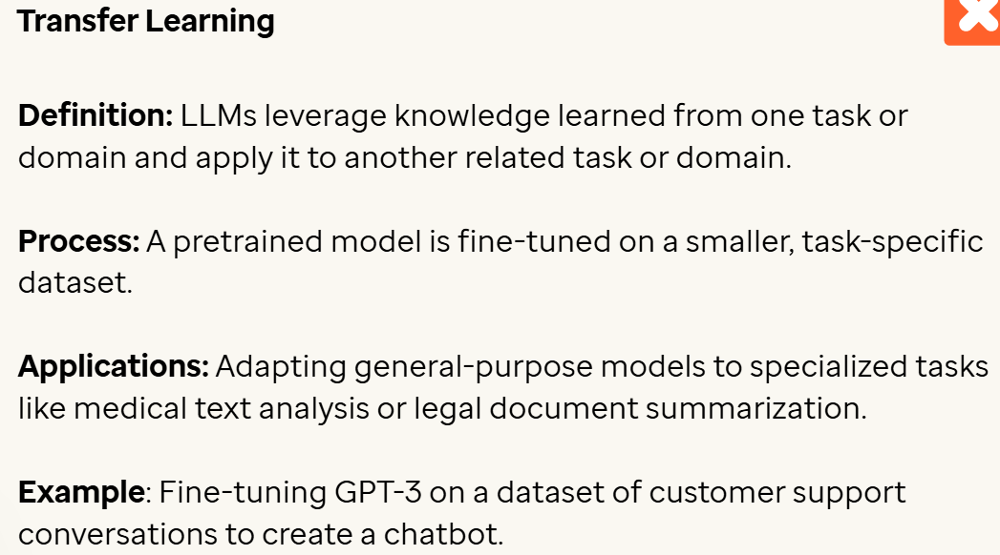 Transfer Learning
Definition: LLMs leverage knowledge learned from one task or
domain and apply it to another related task or domain.
Process: A pretrained model is fine-tuned on a smaller, task-specific
dataset.
Applications: Adapting general-purpose models to specialized tasks
like medical text analysis or legal document summarization.
Example: Fine-tuning GPT-3 on a dataset of customer support
conversations to create a chatbot.